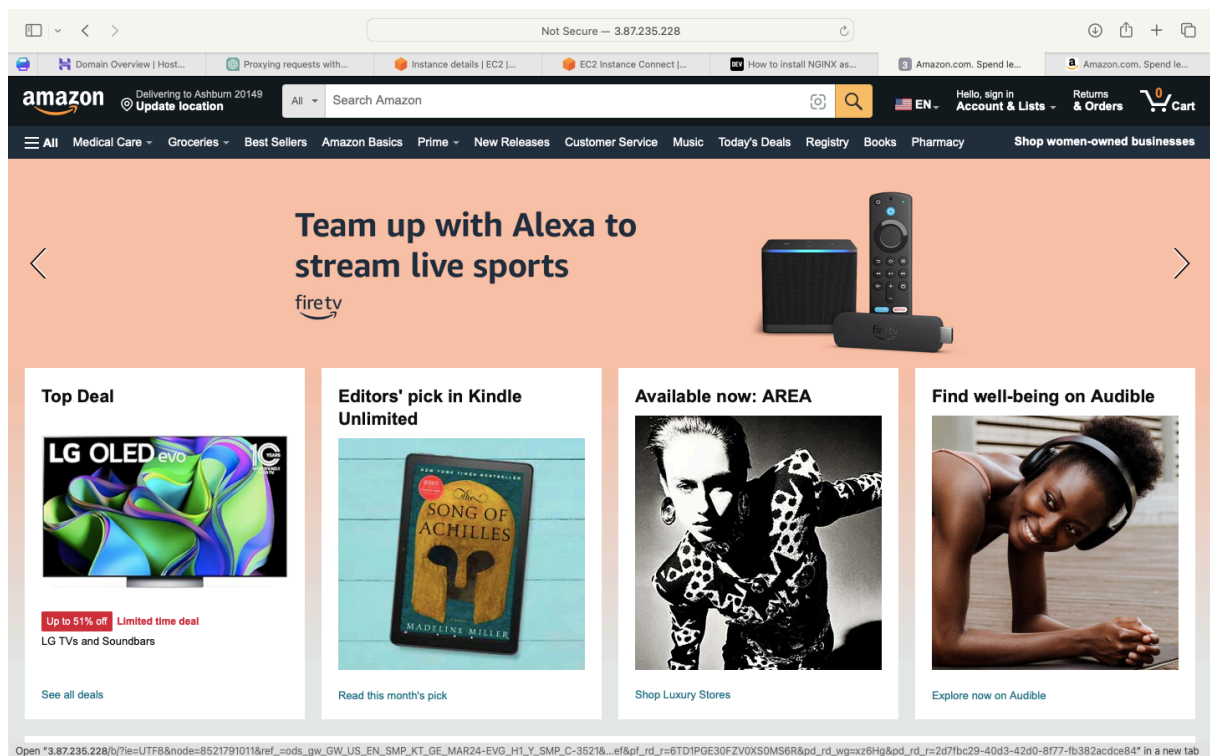 Not Secure — 3.87.235.228
Domain Overview | Host...
Proxying requests with...
Instance details | EC2 |...
EC2 Instance Connect |...
DEV How to install NGINX as...
3 Amazon.com. Spend le...
a Amazon.com. Spend le...
amazon
Delivering to Ashburn 20149
Update location
All
Search Amazon
EN
Hello, sign in
Account & Lists
Returns
& Orders
0
Cart
All Medical Care Groceries Best Sellers Amazon Basics Prime New Releases Customer Service Music Today's Deals Registry Books Pharmacy Shop women-owned businesses
Team up with Alexa to
stream live sports
fire tv
fire tv
Top Deal
LG OLED evo
10 YEARS
Up to 51% off Limited time deal
LG TVs and Soundbars
See all deals
Editors' pick in Kindle
Unlimited
NEW YORK TIMES BESTSELLER
The
SONG OF
ACHILLES
A NOVEL
MADELINE MILLER
Read this month's pick
Available now: AREA
Shop Luxury Stores
Find well-being on Audible
Explore now on Audible
Open "3.87.235.228/b/?ie=UTF8&node=8521791011&ref_=ods_gw_GW_US_EN_SMP_KT_GE_MAR24-EVG_H1_Y_SMP_C-3521&...ef&pf_rd_r=6TD1PGE30FZV0XS0MS6R&pd_rd_wg=xz6Hg&pd_rd_r=2d7fbc29-40d3-42d0-8f77-fb382acdce84" in a new tab